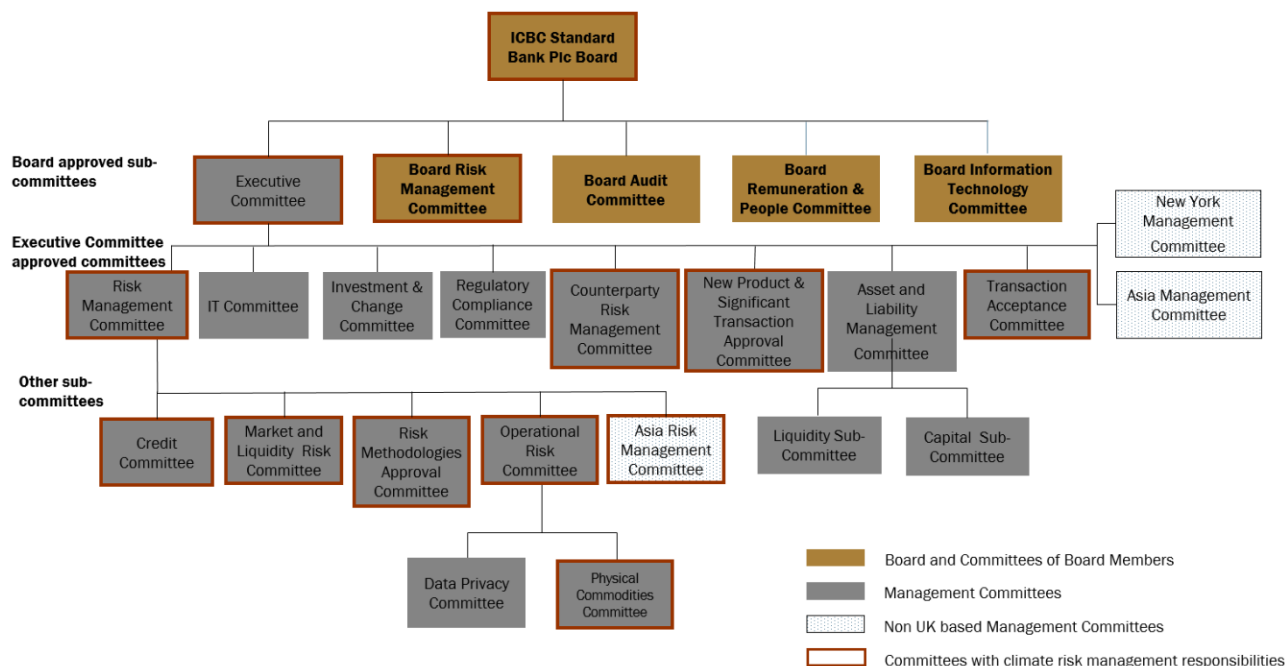 ICBC Standard
Bank Plc Board
Board approved sub-
committees
Executive
Committee
Board Risk
Management
Committee
Board Audit
Committee
Board
Remuneration &
People Committee
Board Information
Technology
Committee
New York
Management
Committee
Asia Management
Committee
Executive Committee
approved committees
Risk
Management
Committee
IT Committee
Investment &
Change
Committee
Regulatory
Compliance
Committee
Counterparty
Risk
Management
Committee
New Product &
Significant
Transaction
Approval
Committee
Asset and
Liability
Management
Committee
Transaction
Acceptance
Committee
Other sub-
committees
Credit
Committee
Market and
Liquidity Risk
Committee
Risk
Methodologies
Approval
Committee
Operational
Risk
Committee
Asia Risk
Management
Committee
Liquidity Sub-
Committee
Capital Sub-
Committee
Data Privacy
Committee
Physical
Commodities
Committee
Board and Committees of Board Members
Management Committees
Non UK based Management Committees
Committees with climate risk management responsibilities